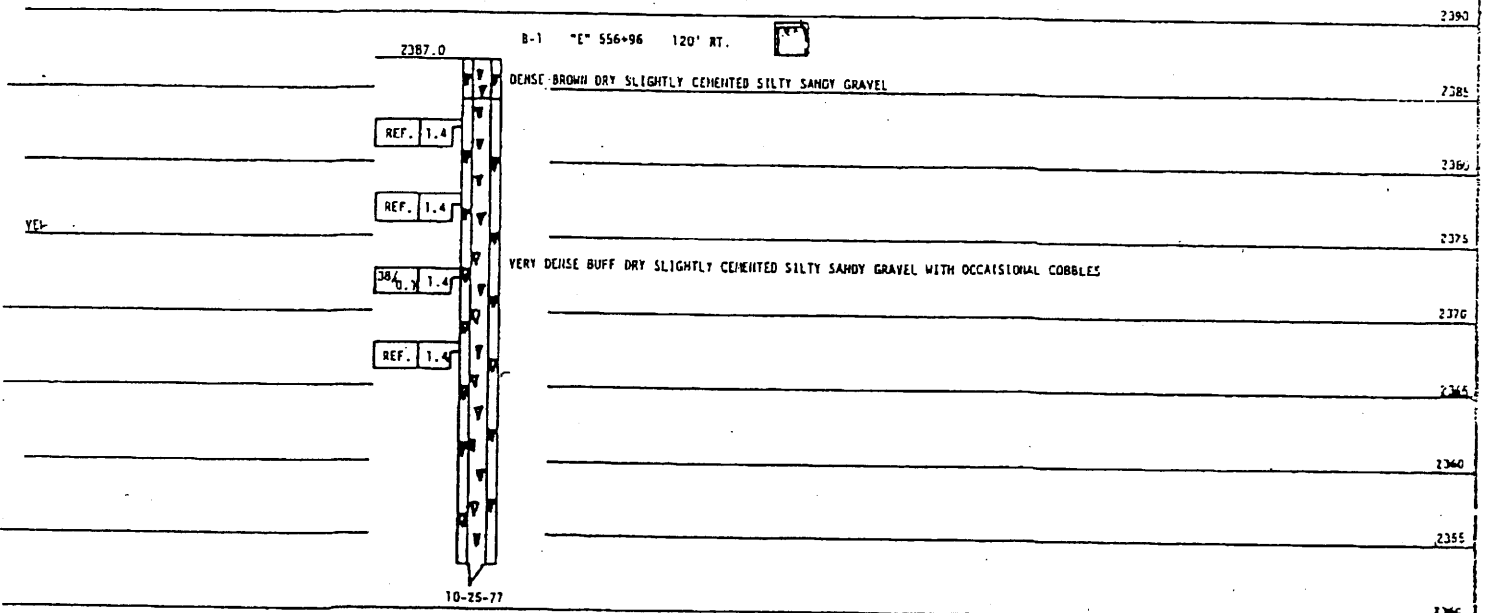 2390
B-1 "E" 556+96 120' RT.
2387.0
DENSE BROWN DRY SLIGHTLY CEMENTED SILTY SANDY GRAVEL
2385
REF. 1.4
2380
REF. 1.4
2375
VERY DENSE BUFF DRY SLIGHTLY CEMENTED SILTY SANDY GRAVEL WITH OCCAISIONAL COBBLES
1.4
2370
REF. 1.4
2365
2360
2355
10-25-77